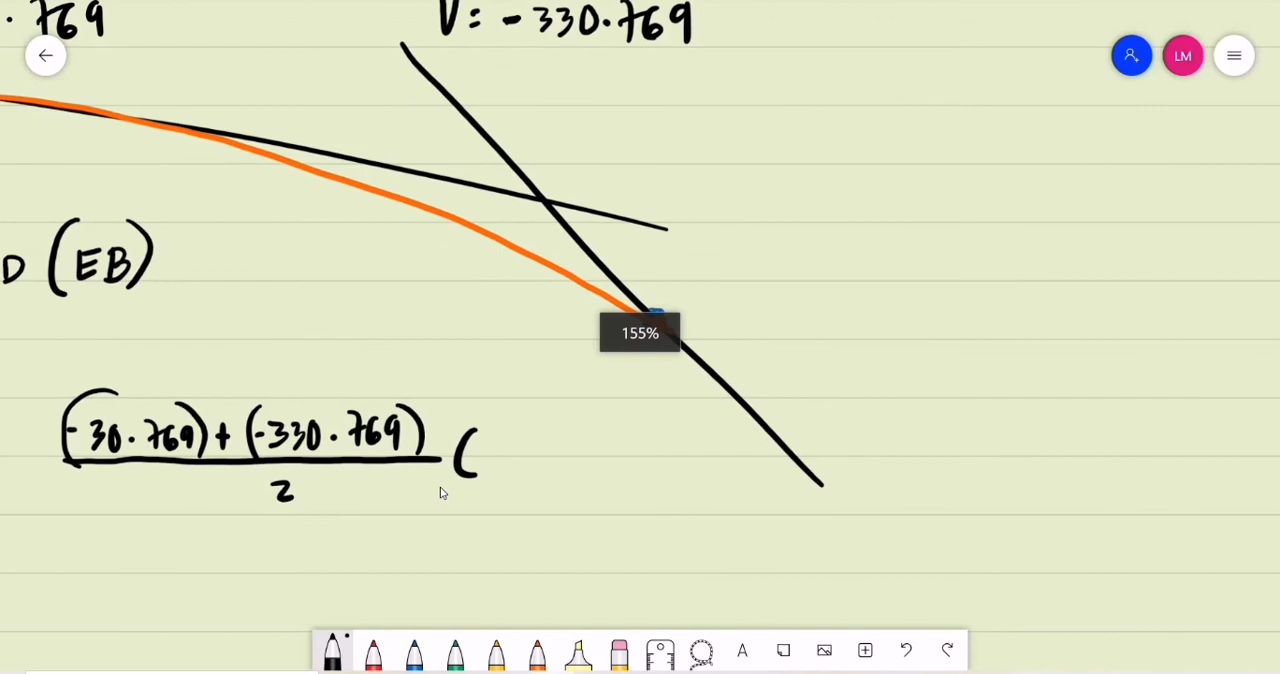 . 769
V = - 330.769
LM
D (EB)
155%
(-30.769) + (-330.769)
2
(
A